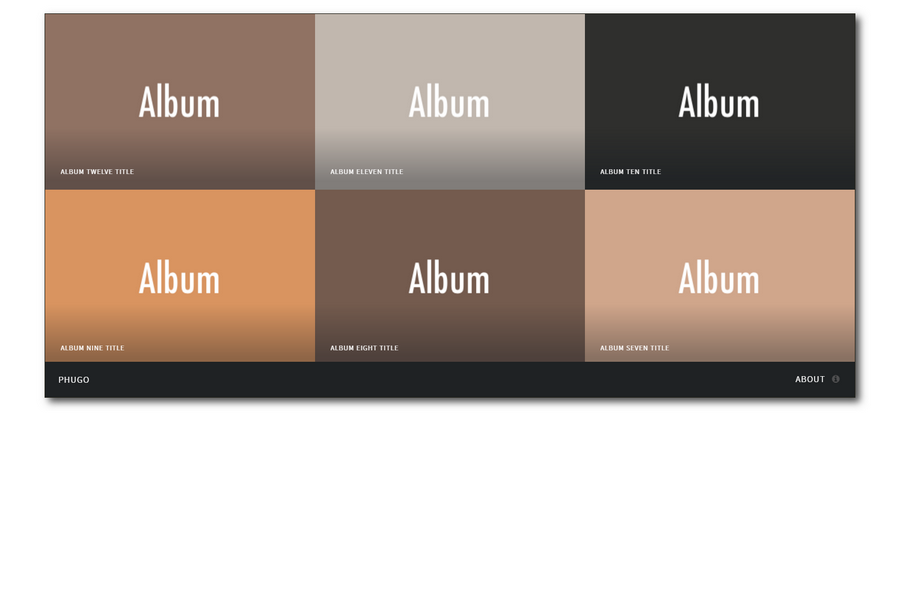 Album
ALBUM TWELVE TITLE
Album
ALBUM ELEVEN TITLE
Album
ALBUM TEN TITLE
Album
ALBUM NINE TITLE
Album
ALBUM EIGHT TITLE
Album
ALBUM SEVEN TITLE
PHUGO
ABOUT